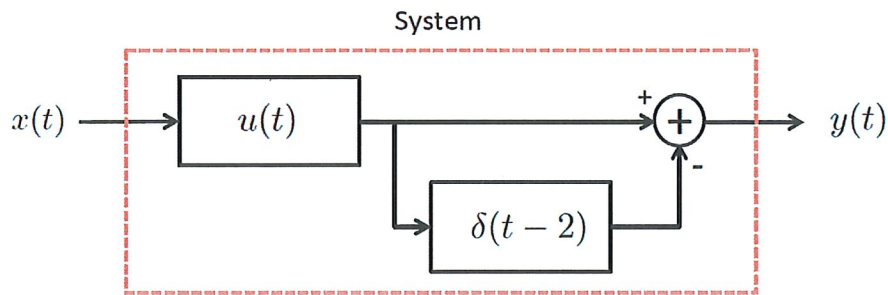 System
x(t)
u(t)
+
+
y(t)
-
δ(t − 2)